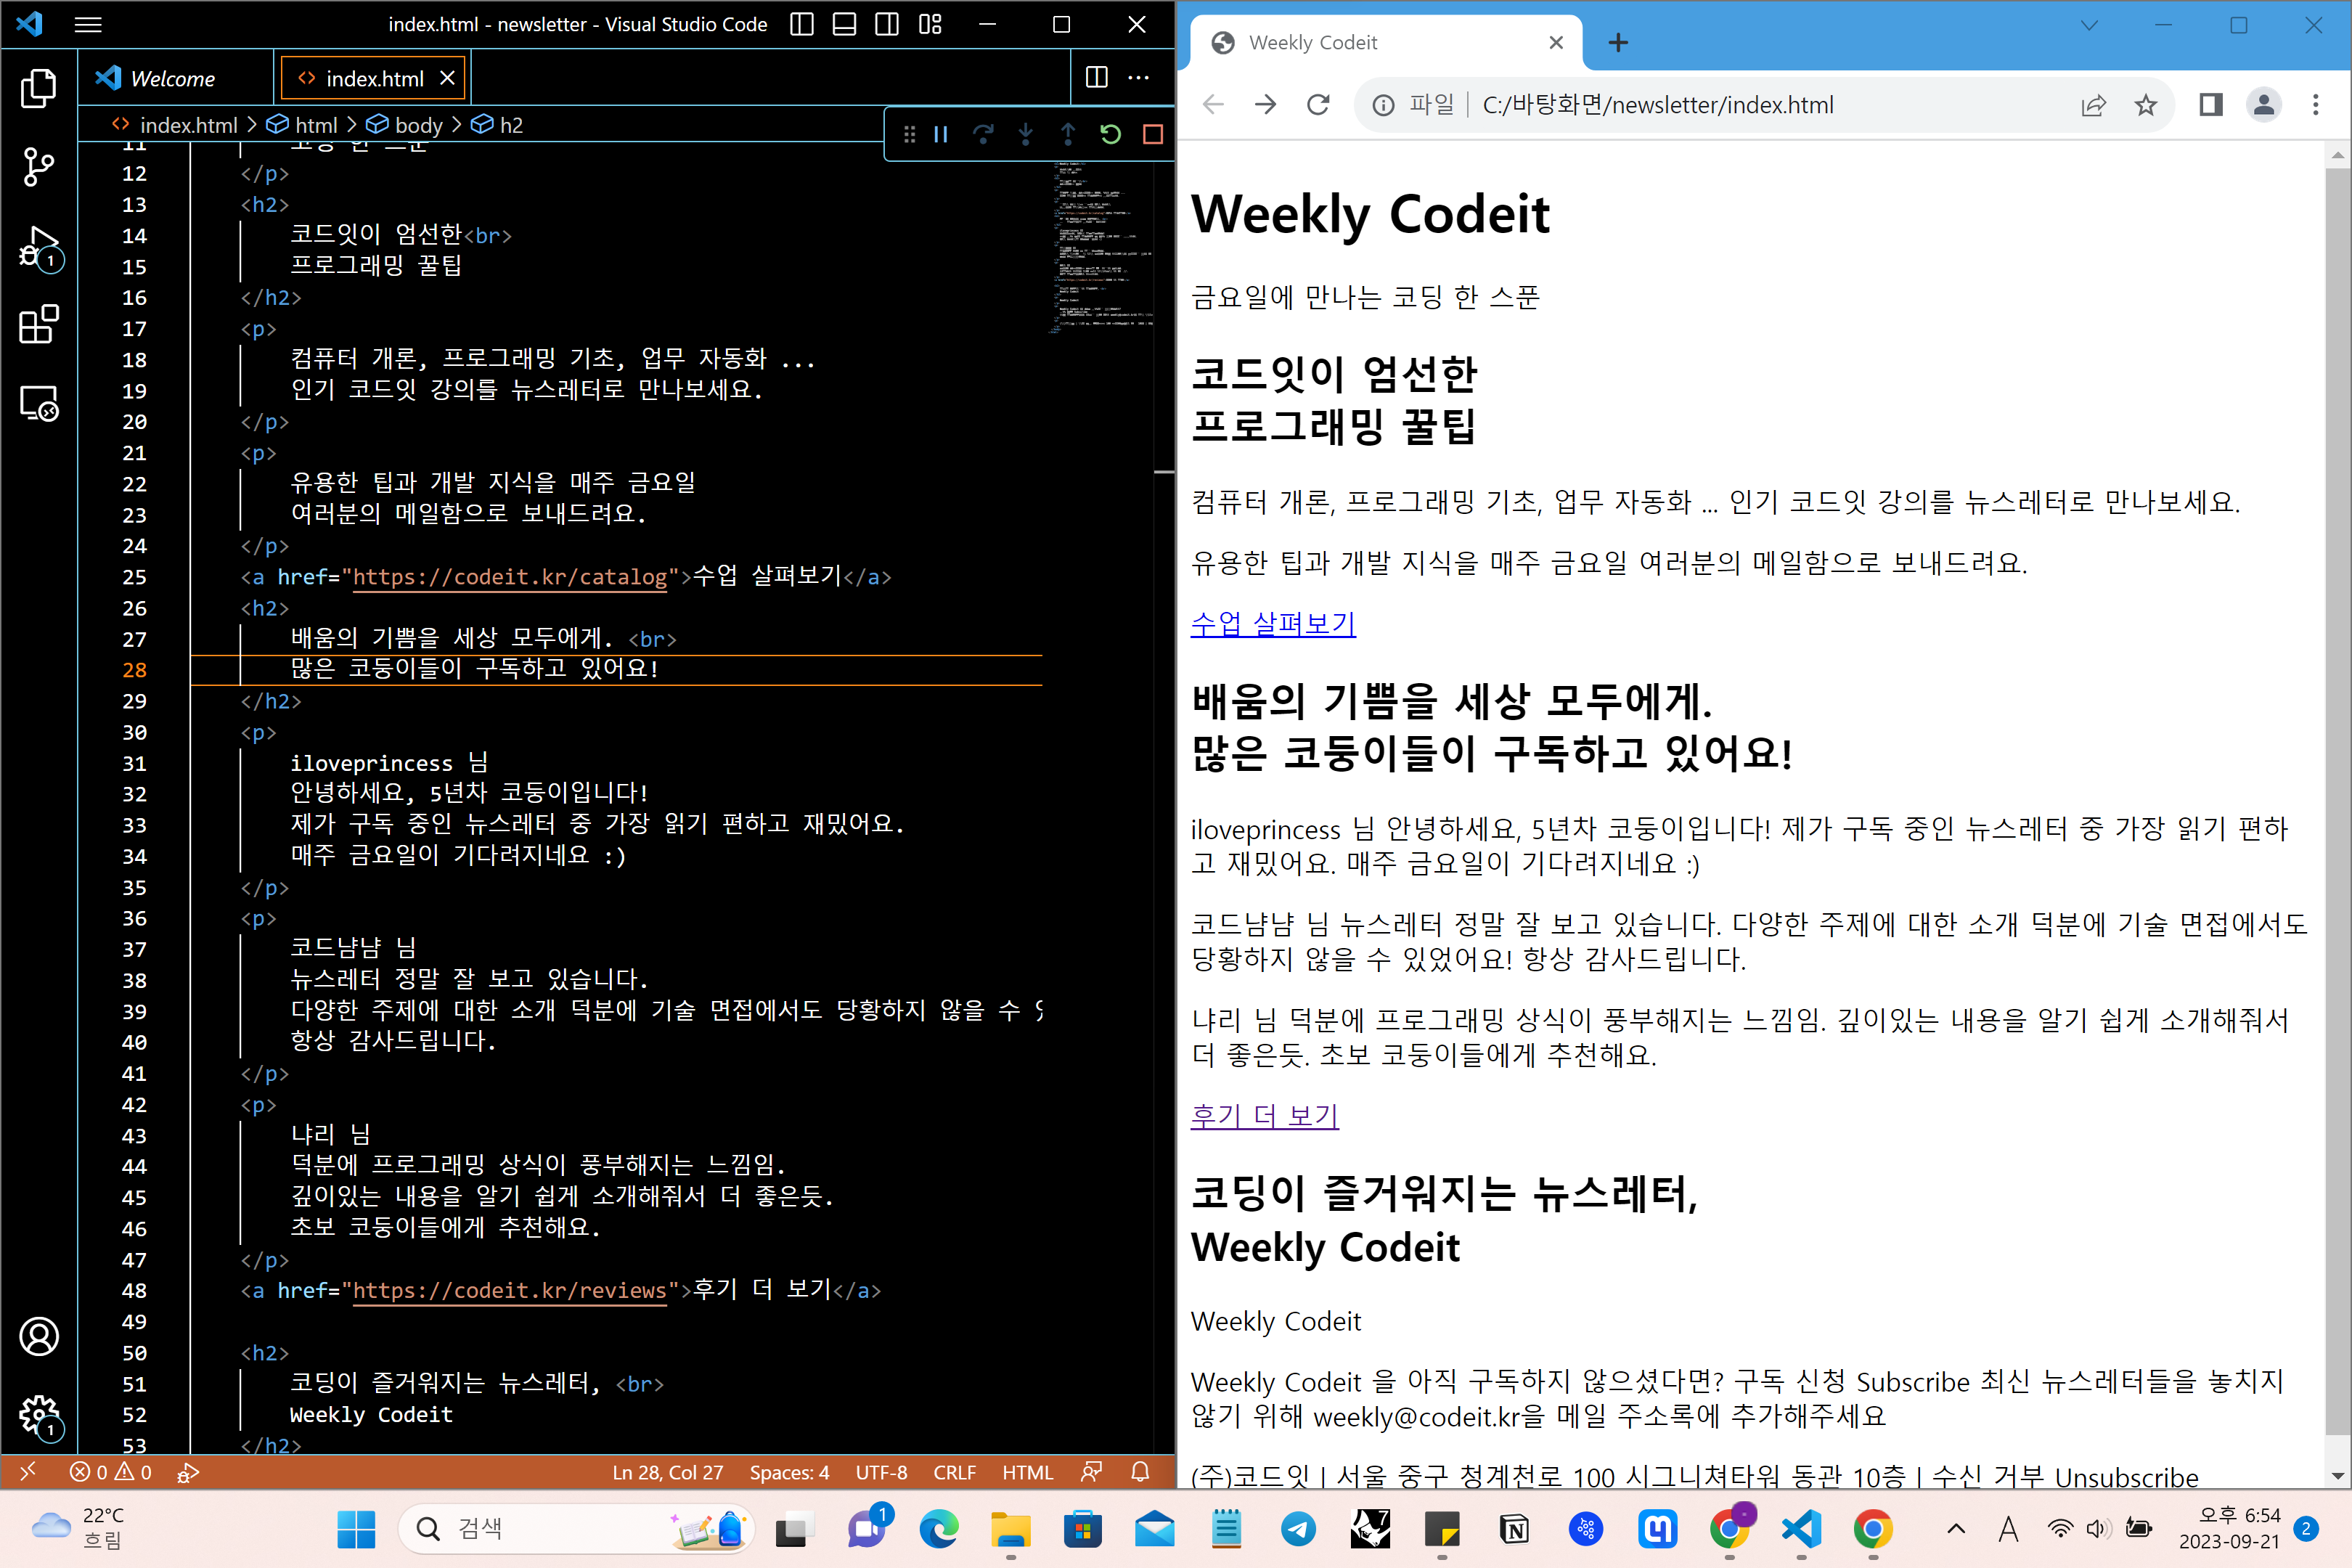 index.html - newsletter - Visual Studio Code
Welcome
index.html
index.html > html > body > h2
11 코딩 한 스푼
12 </p>
13 <h2>
14 코드잇이 엄선한<br>
15 프로그래밍 꿀팁
16 </h2>
17 <p>
18 컴퓨터 개론, 프로그래밍 기초, 업무 자동화 ...
19 인기 코드잇 강의를 뉴스레터로 만나보세요.
20 </p>
21 <p>
22 유용한 팁과 개발 지식을 매주 금요일
23 여러분의 메일함으로 보내드려요.
24 </p>
25 <a href="https://codeit.kr/catalog">수업 살펴보기</a>
26 <h2>
27 배움의 기쁨을 세상 모두에게. <br>
28 많은 코둥이들이 구독하고 있어요!
29 </h2>
30 <p>
31 iloveprincess 님
32 안녕하세요, 5년차 코둥이입니다!
33 제가 구독 중인 뉴스레터 중 가장 읽기 편하고 재밌어요.
34 매주 금요일이 기다려지네요 :)
35 </p>
36 <p>
37 코드냠냠 님
38 뉴스레터 정말 잘 보고 있습니다.
39 다양한 주제에 대한 소개 덕분에 기술 면접에서도 당황하지 않을 수
40 항상 감사드립니다.
41 </p>
42 <p>
43 냐리 님
44 덕분에 프로그래밍 상식이 풍부해지는 느낌임.
45 깊이있는 내용을 알기 쉽게 소개해줘서 더 좋은듯.
46 초보 코둥이들에게 추천해요.
47 </p>
48 <a href="https://codeit.kr/reviews">후기 더 보기</a>
49
50 <h2>
51 코딩이 즐거워지는 뉴스레터, <br>
52 Weekly Codeit
53 </h2>
1
1
0 0
Ln 28, Col 27 Spaces: 4 UTF-8 CRLF HTML
Weekly Codeit
파일 C:/바탕화면/newsletter/index.html
Weekly Codeit
금요일에 만나는 코딩 한 스푼
코드잇이 엄선한
프로그래밍 꿀팁
컴퓨터 개론, 프로그래밍 기초, 업무 자동화 ... 인기 코드잇 강의를 뉴스레터로 만나보세요.
유용한 팁과 개발 지식을 매주 금요일 여러분의 메일함으로 보내드려요.
수업 살펴보기
배움의 기쁨을 세상 모두에게.
많은 코둥이들이 구독하고 있어요!
iloveprincess 님 안녕하세요, 5년차 코둥이입니다! 제가 구독 중인 뉴스레터 중 가장 읽기 편하
고 재밌어요. 매주 금요일이 기다려지네요 :)
코드냠냠 님 뉴스레터 정말 잘 보고 있습니다. 다양한 주제에 대한 소개 덕분에 기술 면접에서도
당황하지 않을 수 있었어요! 항상 감사드립니다.
냐리 님 덕분에 프로그래밍 상식이 풍부해지는 느낌임. 깊이있는 내용을 알기 쉽게 소개해줘서
더 좋은듯. 초보 코둥이들에게 추천해요.
후기 더 보기
코딩이 즐거워지는 뉴스레터,
Weekly Codeit
Weekly Codeit
Weekly Codeit 을 아직 구독하지 않으셨다면? 구독 신청 Subscribe 최신 뉴스레터들을 놓치지
않기 위해 weekly@codeit.kr을 메일 주소록에 추가해주세요
(주)코드잇 | 서울 중구 청계천로 100 시그니쳐타워 동관 10층 | 수신 거부 Unsubscribe
22°C
흐림
검색
1
7
A
오후 6:54
2023-09-21
2